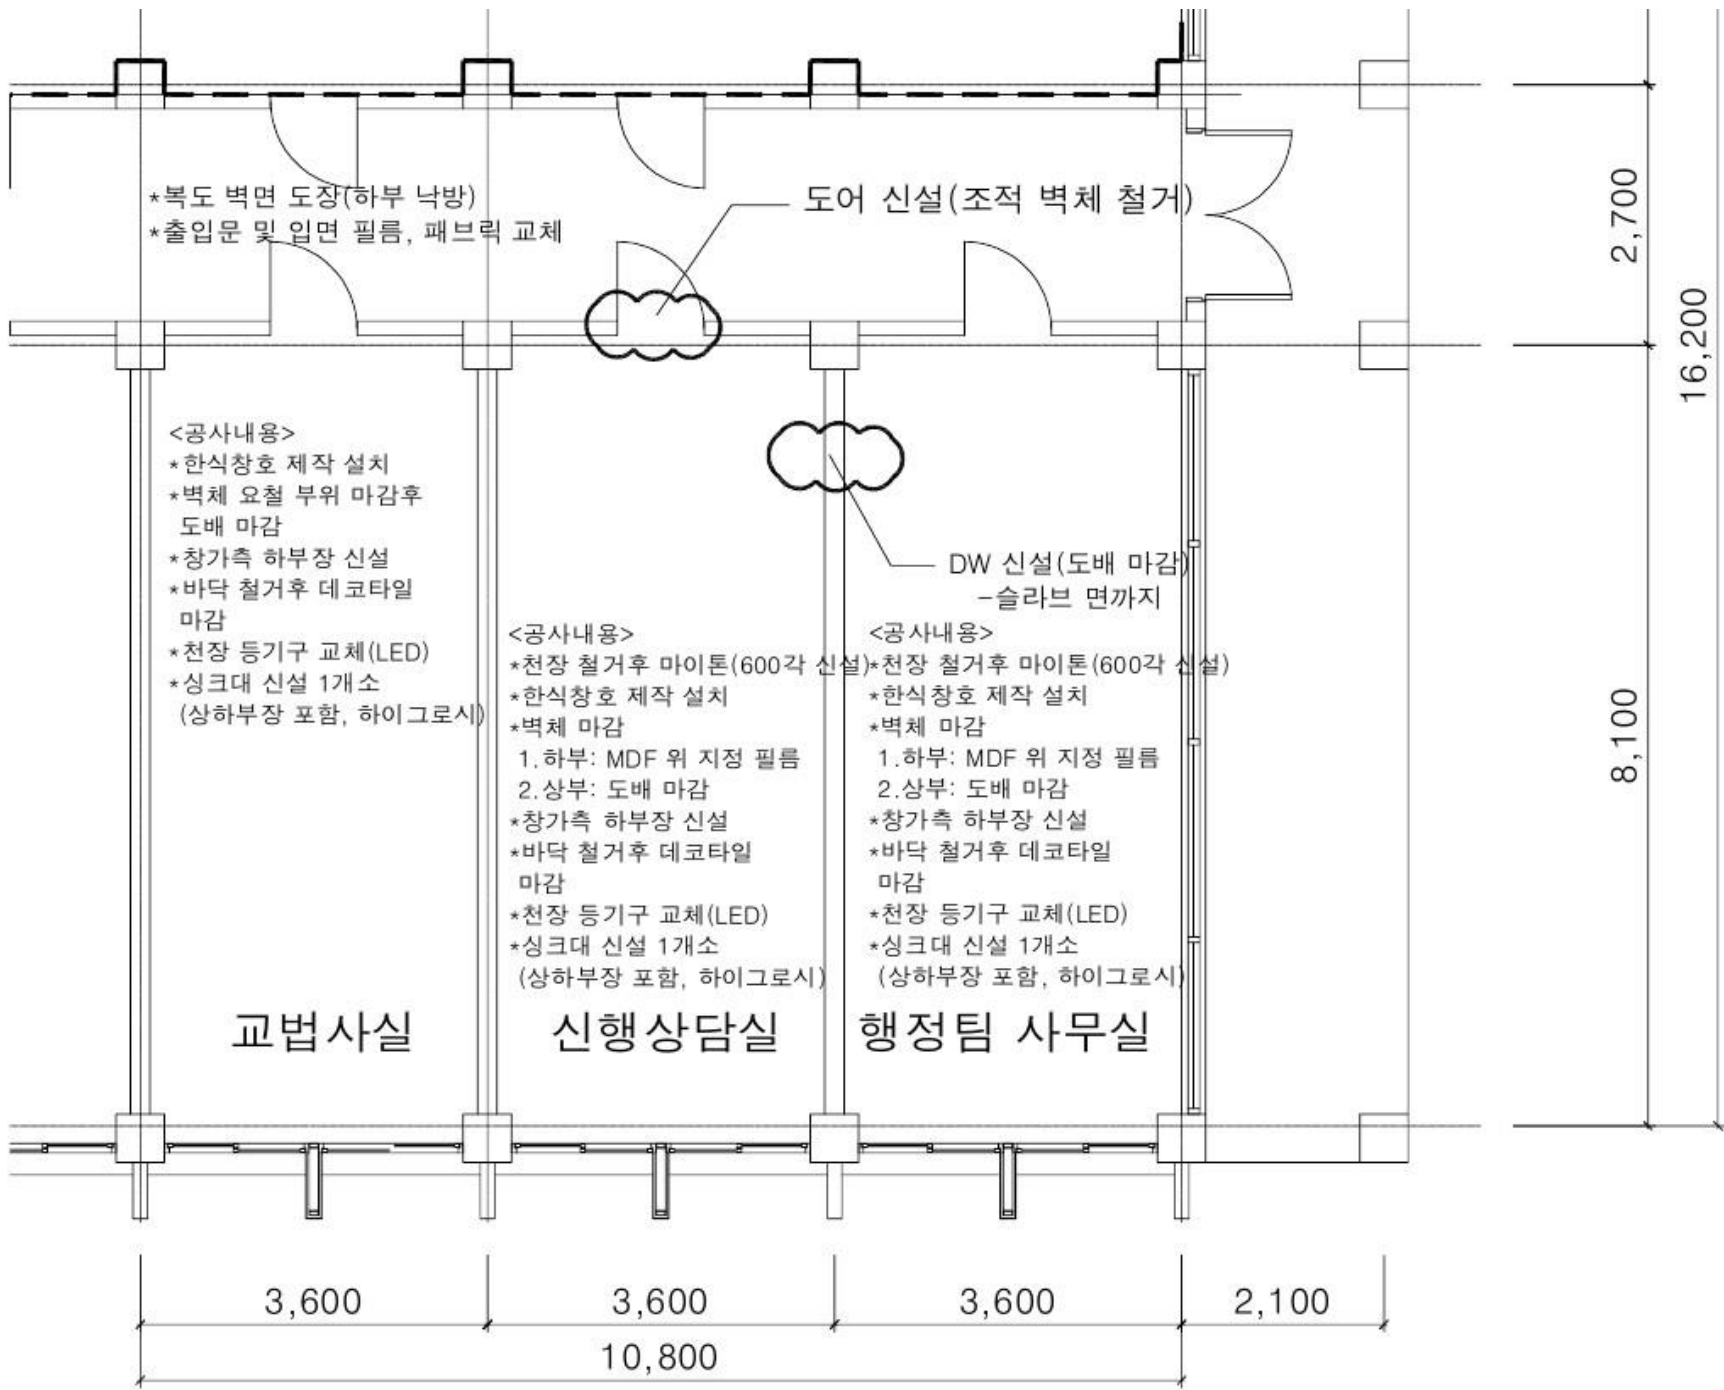 *복도 벽면 도장(하부 낙방)
*출입문 및 입면 필름, 패브릭 교체
도어 신설(조적 벽체 철거)
2,700
16,200
8,100
<공사내용>
*한식창호 제작 설치
*벽체 요철 부위 마감후
도배 마감
*창가측 하부장 신설
*바닥 철거후 데코타일
마감
*천장 등기구 교체(LED)
*싱크대 신설 1개소
(상하부장 포함, 하이그로시)
DW 신설(도배 마감)
-슬라브 면까지
<공사내용>
*천장 철거후 마이톤(600각 신설)
*한식창호 제작 설치
*벽체 마감
1.하부: MDF 위 지정 필름
2.상부: 도배 마감
*창가측 하부장 신설
*바닥 철거후 데코타일
마감
*천장 등기구 교체(LED)
*싱크대 신설 1개소
(상하부장 포함, 하이그로시)
<공사내용>
*천장 철거후 마이톤(600각 신설)
*한식창호 제작 설치
*벽체 마감
1.하부: MDF 위 지정 필름
2.상부: 도배 마감
*창가측 하부장 신설
*바닥 철거후 데코타일
마감
*천장 등기구 교체(LED)
*싱크대 신설 1개소
(상하부장 포함, 하이그로시)
교법사실
신행상담실
행정팀 사무실
3,600
3,600
3,600
2,100
10,800